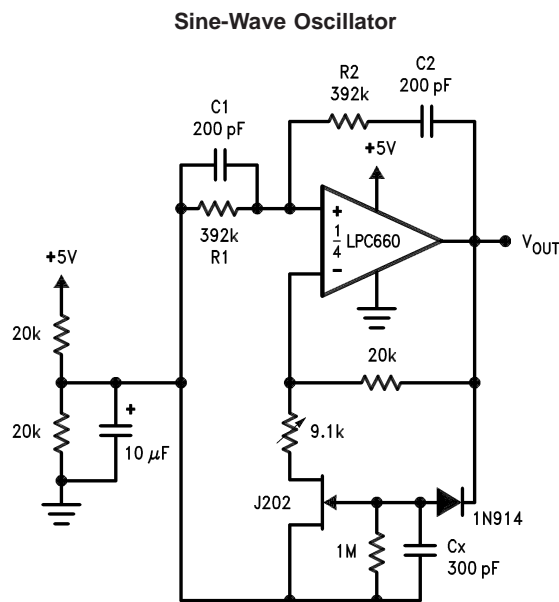 Sine-Wave Oscillator
R2
392k
C2
200 pF
C1
200 pF
+5V
392k
R1
+
1/4 LPC660
-
VOUT
+5V
20k
20k
+
10 µF
20k
9.1k
J202
1M
Cx
300 pF
1N914